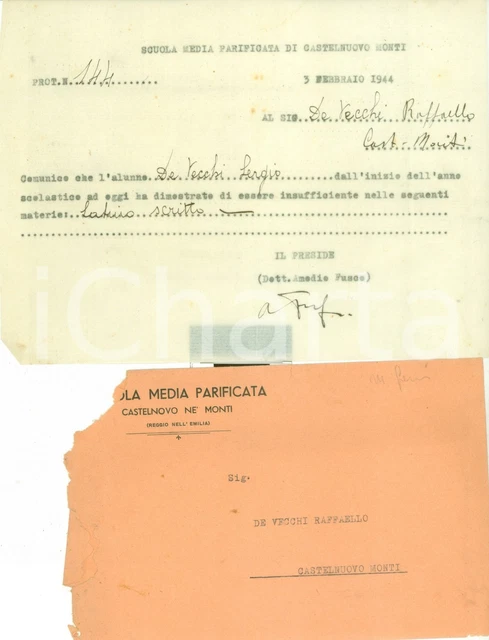 SCUOLA MEDIA PARIFICATA DI CASTELNUOVO MONTI
PROT.N. 144........
3 FEBBRAIO 1944
AL SIG. De Vecchi Raffaello
Cast. Monti
Comunico che l'alunno De Vecchi Sergio dall'inizio dell'anno
scolastico ad oggi ha dimostrato di essere insufficiente nelle seguenti
materie: Latino scritto
IL PRESIDE
(Dott. Amedio Fusco)
iCharta
OLA MEDIA PARIFICATA
CASTELNOVO NE' MONTI
(REGGIO NELL' EMILIA)
Sig.
DE VECCHI RAFFAELLO
CASTELNUOVO MONTI